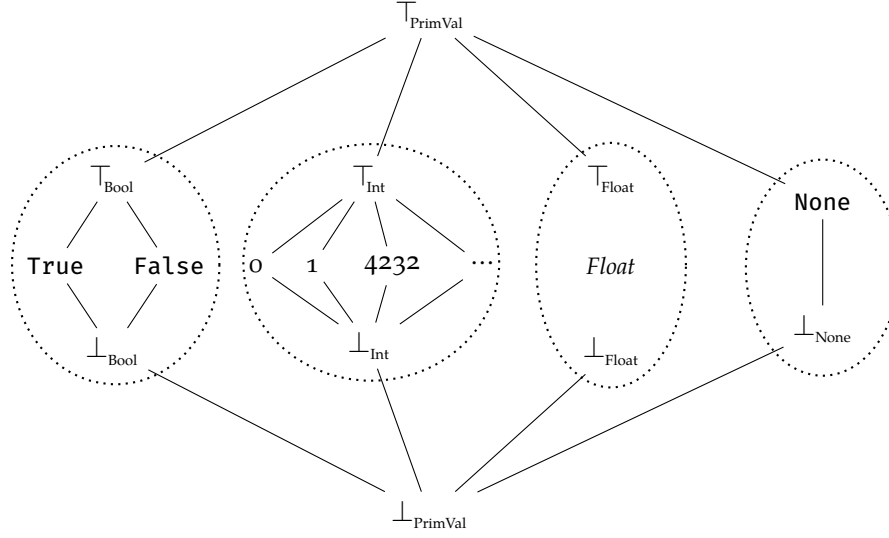 ⊤PrimVal
⊤Bool ⊤Int ⊤Float None
True False 0 1 4232 ... Float
⊥Bool ⊥Int ⊥Float ⊥None
⊥PrimVal